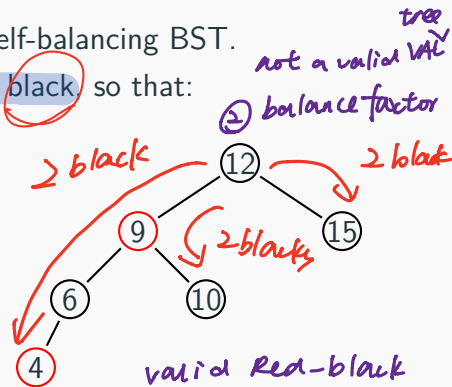 tree
elf-balancing BST.
not a valid VAL
black, so that:
② balance factor
2 black
12
2 black
9
2 blacks
15
6
10
4
valid Red-black